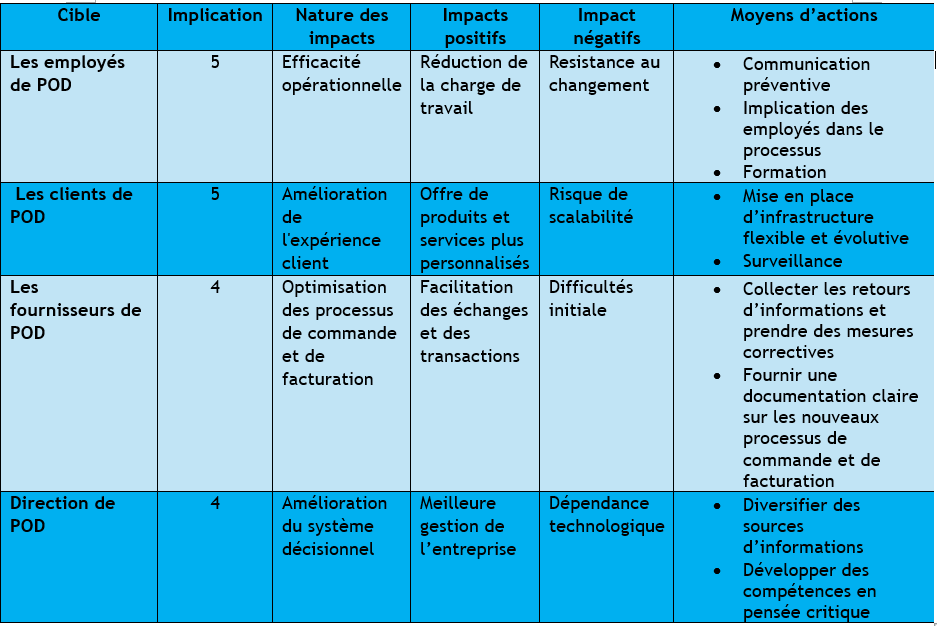 Cible
Implication
Nature des
impacts
Impacts
positifs
Impact
négatifs
Moyens d’actions
Les employés
de POD
5
Efficacité
opérationnelle
Réduction de
la charge de
travail
Resistance au
changement
• Communication
préventive
• Implication des
employés dans le
processus
• Formation
Les clients de
POD
5
Amélioration
de
l'expérience
client
Offre de
produits et
services plus
personnalisés
Risque de
scalabilité
• Mise en place
d’infrastructure
flexible et évolutive
• Surveillance
Les
fournisseurs de
POD
4
Optimisation
des processus
de commande
et de
facturation
Facilitation
des échanges
et des
transactions
Difficultés
initiale
• Collecter les retours
d’informations et
prendre des mesures
correctives
• Fournir une
documentation claire
sur les nouveaux
processus de
commande et de
facturation
Direction de
POD
4
Amélioration
du système
décisionnel
Meilleure
gestion de
l’entreprise
Dépendance
technologique
• Diversifier des
sources
d’informations
• Développer des
compétences en
pensée critique